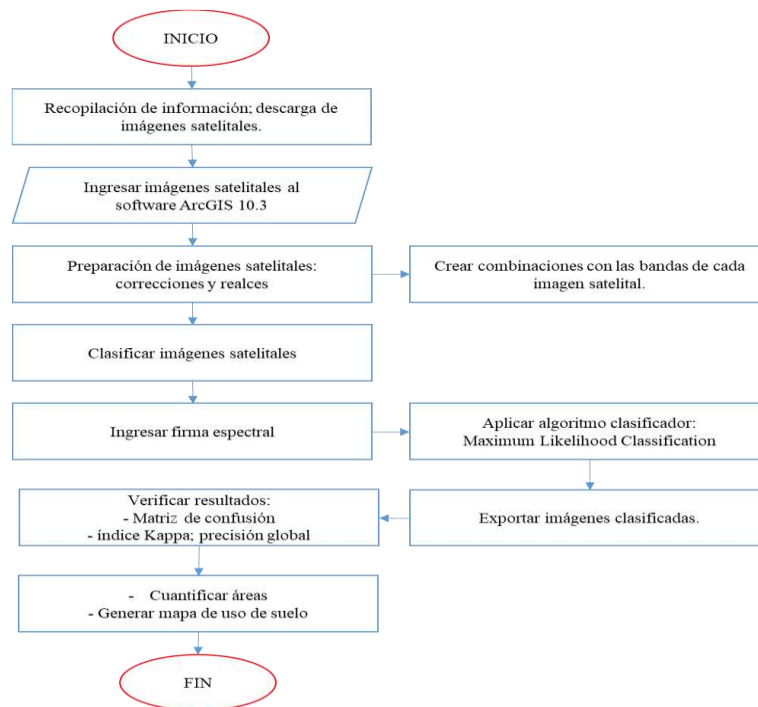 INICIO
Recopilación de información; descarga de
imágenes satelitales.
Ingresar imágenes satelitales al
software ArcGIS 10.3
Preparación de imágenes satelitales:
correcciones y realces
Crear combinaciones con las bandas de cada
imagen satelital.
Clasificar imágenes satelitales
Ingresar firma espectral
Aplicar algoritmo clasificador:
Maximum Likelihood Classification
Exportar imágenes clasificadas.
Verificar resultados:
- Matriz de confusión
- índice Kappa; precisión global
- Cuantificar áreas
- Generar mapa de uso de suelo
FIN